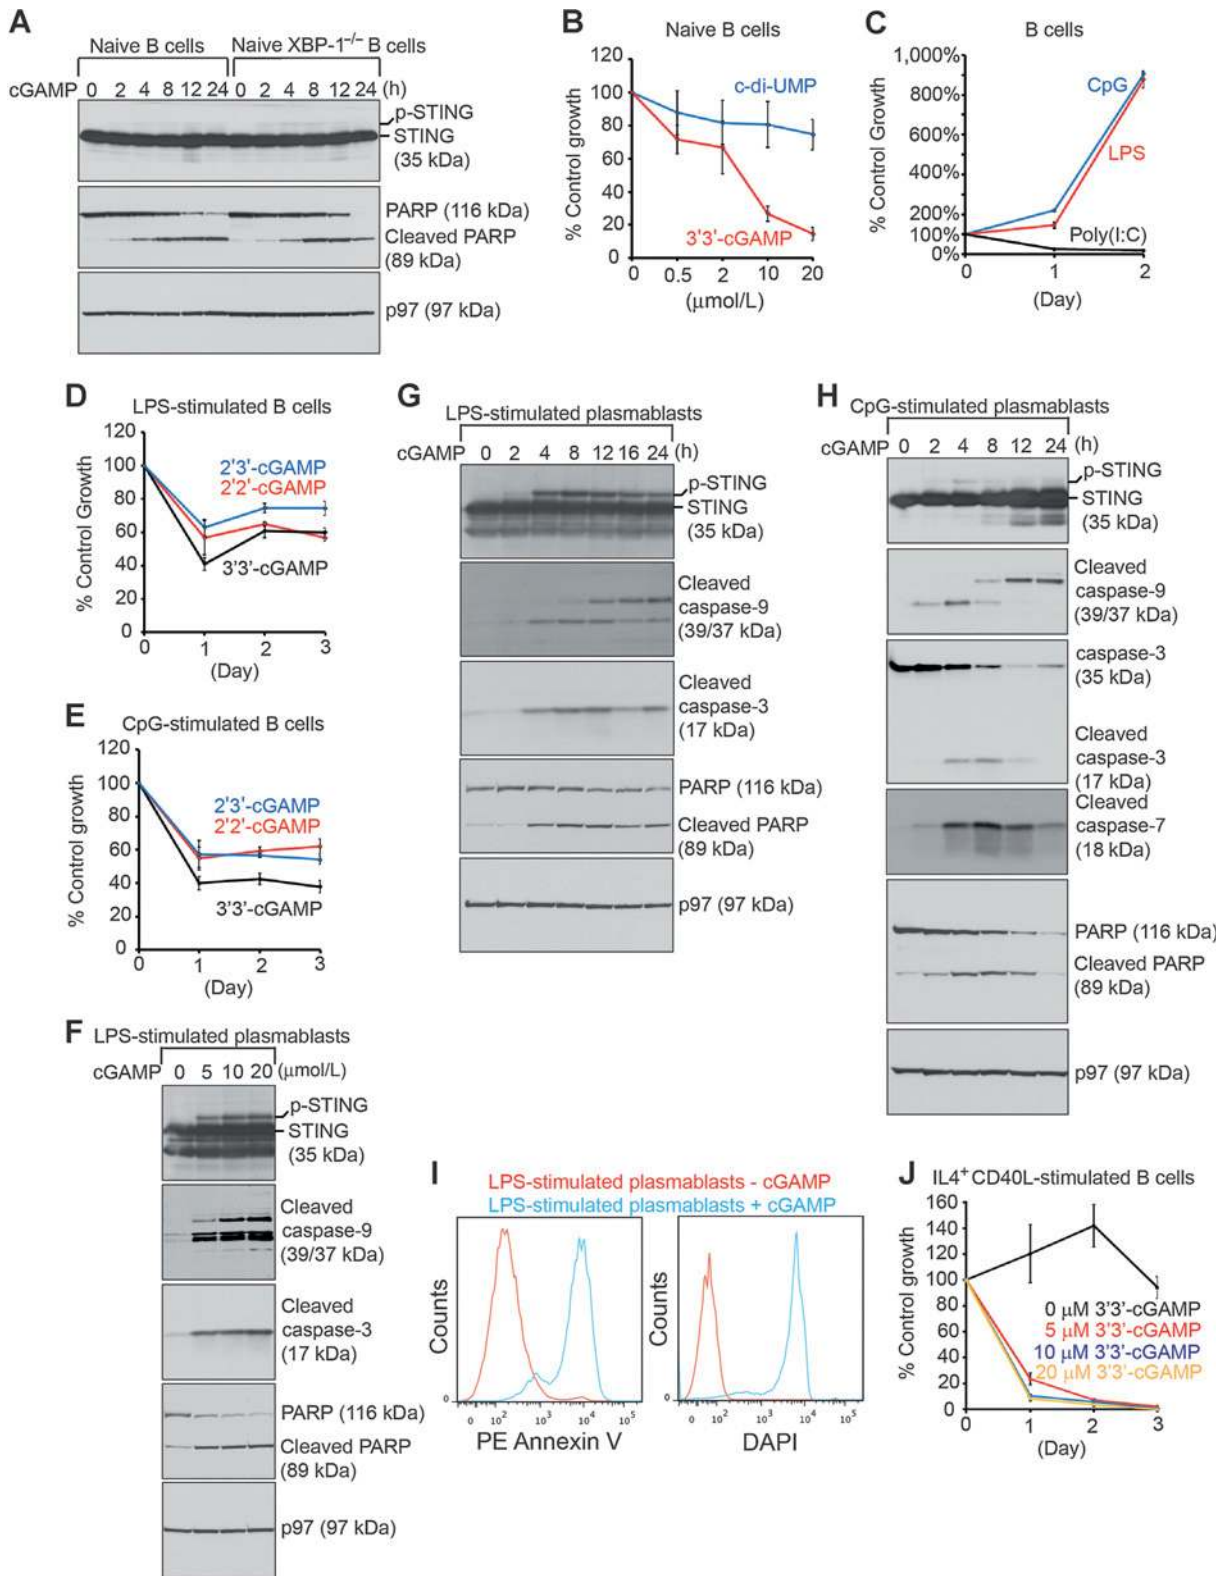 A
Naive B cells Naive XBP-1⁻/⁻ B cells
cGAMP 0 2 4 8 12 24 0 2 4 8 12 24 (h)
p-STING
STING
(35 kDa)
PARP (116 kDa)
Cleaved PARP
(89 kDa)
p97 (97 kDa)
B
Naive B cells
% Control growth
120
100
80
60
40
20
0
c-di-UMP
3'3'-cGAMP
0 0.5 2 10 20
(μmol/L)
C
B cells
% Control Growth
1,000%
800%
600%
400%
200%
100%
0%
CpG
LPS
Poly(I:C)
0 1 2
(Day)
D
LPS-stimulated B cells
% Control Growth
120
100
80
60
40
20
0
2'3'-cGAMP
2'2'-cGAMP
3'3'-cGAMP
0 1 2 3
(Day)
E
CpG-stimulated B cells
% Control growth
120
100
80
60
40
20
0
2'3'-cGAMP
2'2'-cGAMP
3'3'-cGAMP
0 1 2 3
(Day)
F
LPS-stimulated plasmablasts
cGAMP 0 5 10 20 (μmol/L)
p-STING
STING
(35 kDa)
Cleaved
caspase-9
(39/37 kDa)
Cleaved
caspase-3
(17 kDa)
PARP (116 kDa)
Cleaved PARP
(89 kDa)
p97 (97 kDa)
G
LPS-stimulated plasmablasts
cGAMP 0 2 4 8 12 16 24 (h)
p-STING
STING
(35 kDa)
Cleaved
caspase-9
(39/37 kDa)
Cleaved
caspase-3
(17 kDa)
PARP (116 kDa)
Cleaved PARP
(89 kDa)
p97 (97 kDa)
H
CpG-stimulated plasmablasts
cGAMP 0 2 4 8 12 24 (h)
p-STING
STING
(35 kDa)
Cleaved
caspase-9
(39/37 kDa)
caspase-3
(35 kDa)
Cleaved
caspase-3
(17 kDa)
Cleaved
caspase-7
(18 kDa)
PARP (116 kDa)
Cleaved PARP
(89 kDa)
p97 (97 kDa)
I
LPS-stimulated plasmablasts - cGAMP
LPS-stimulated plasmablasts + cGAMP
Counts
0
0 10² 10³ 10⁴ 10⁵
PE Annexin V
Counts
0
0 10² 10³ 10⁴ 10⁵
DAPI
J
IL4⁺ CD40L-stimulated B cells
% Control growth
160
140
120
100
80
60
40
20
0
0 μM 3'3'-cGAMP
5 μM 3'3'-cGAMP
10 μM 3'3'-cGAMP
20 μM 3'3'-cGAMP
0 1 2 3
(Day)